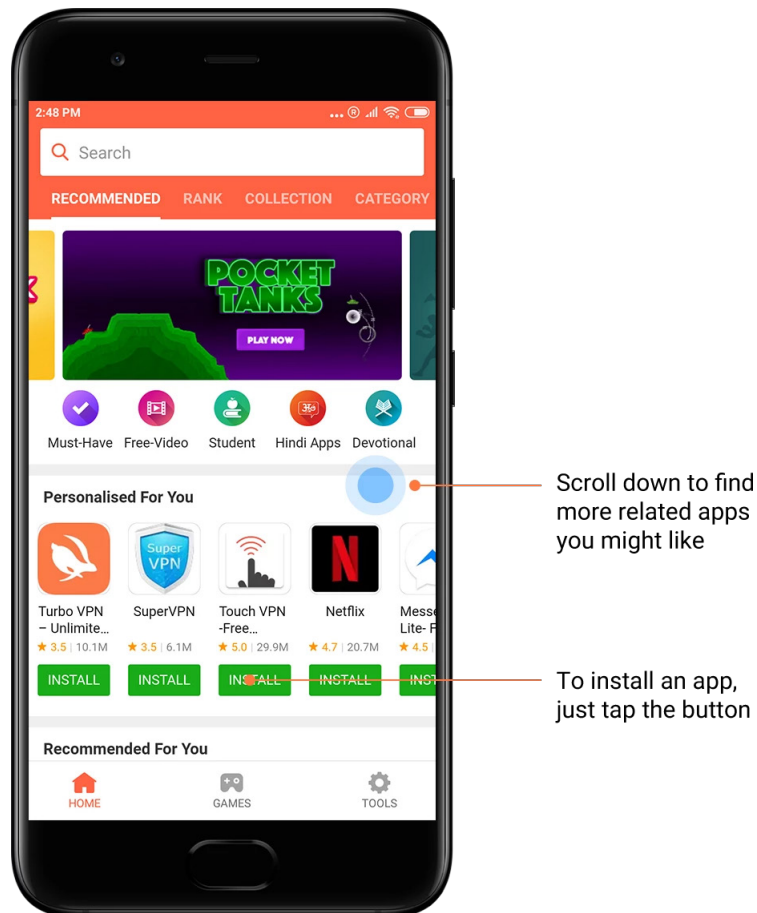 2:48 PM
... ®
Search
RECOMMENDED RANK COLLECTION CATEGORY
POCKET
TANKS
PLAY NOW
Must-Have Free-Video Student Hindi Apps Devotional
Personalised For You
Super
VPN
N
Turbo VPN
– Unlimite...
SuperVPN
Touch VPN
-Free...
Netflix
Messe
Lite- F
★ 3.5 | 10.1M ★ 3.5 | 6.1M ★ 5.0 | 29.9M ★ 4.7 | 20.7M ★ 4.5 |
INSTALL INSTALL INSTALL INSTALL INST
Recommended For You
HOME GAMES TOOLS
Scroll down to find
more related apps
you might like
To install an app,
just tap the button